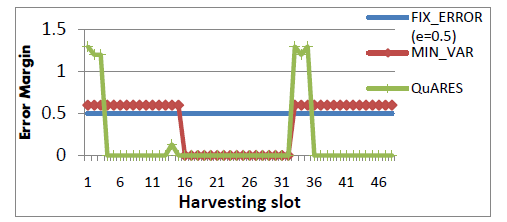 1.5
1
0.5
0
Error Margin
1 6 11 16 21 26 31 36 41 46
Harvesting slot
FIX_ERROR
(e=0.5)
MIN_VAR
QuARES